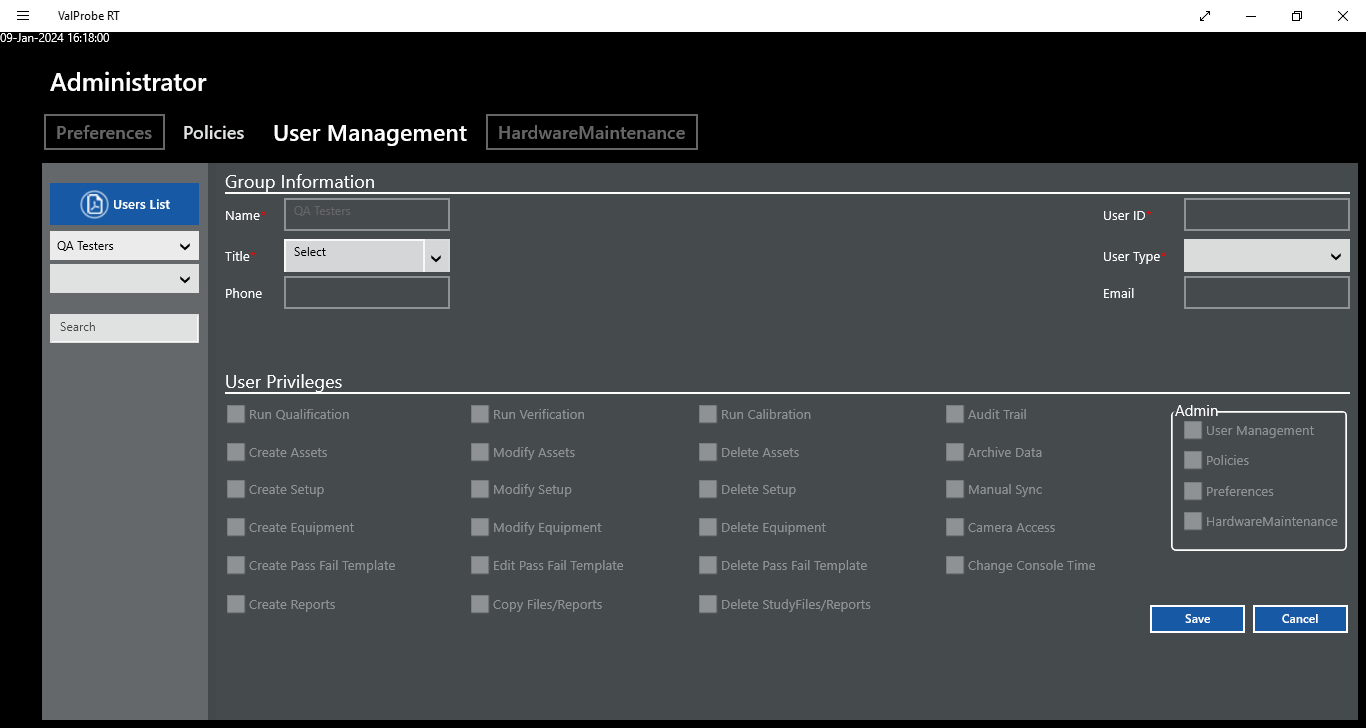 ValProbe RT
09-Jan-2024 16:18:00
Administrator
Preferences Policies User Management HardwareMaintenance
Users List
QA Testers
Search
Group Information
Name* QA Testers User ID*
Title* Select User Type*
Phone Email
User Privileges
Run Qualification Run Verification Run Calibration Audit Trail
Create Assets Modify Assets Delete Assets Archive Data
Create Setup Modify Setup Delete Setup Manual Sync
Create Equipment Modify Equipment Delete Equipment Camera Access
Create Pass Fail Template Edit Pass Fail Template Delete Pass Fail Template Change Console Time
Create Reports Copy Files/Reports Delete StudyFiles/Reports
Admin
User Management
Policies
Preferences
HardwareMaintenance
Save Cancel